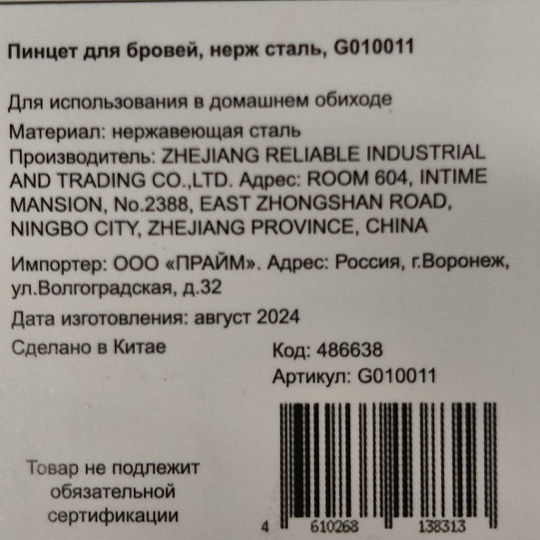 Пинцет для бровей, нерж сталь, G010011
Для использования в домашнем обиходе
Материал: нержавеющая сталь
Производитель: ZHEJIANG RELIABLE INDUSTRIAL
AND TRADING CO.,LTD. Адрес: ROOM 604, INTIME
MANSION, No.2388, EAST ZHONGSHAN ROAD,
NINGBO CITY, ZHEJIANG PROVINCE, CHINA
Импортер: ООО «ПРАЙМ». Адрес: Россия, г.Воронеж,
ул.Волгоградская, д.32
Дата изготовления: август 2024
Сделано в Китае
Код: 486638
Артикул: G010011
Товар не подлежит
обязательной
сертификации
4 610268 138313